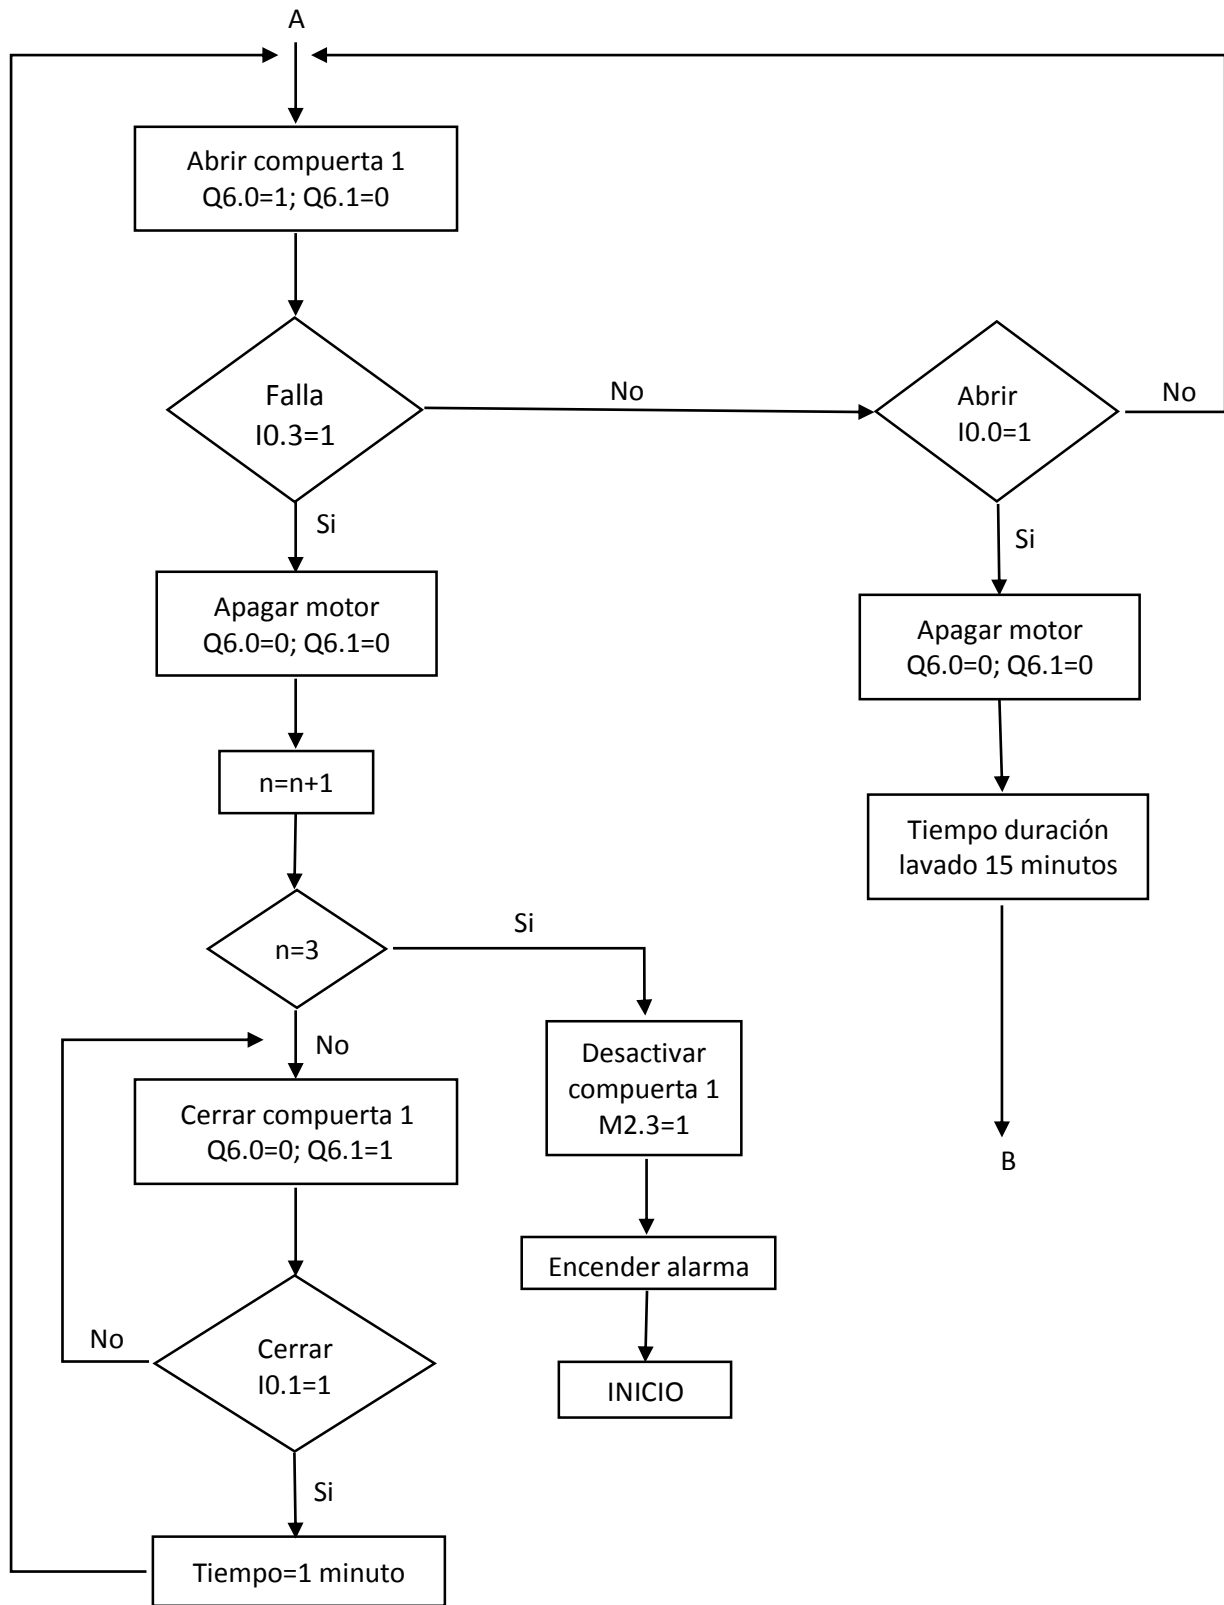 A
Abrir compuerta 1
Q6.0=1; Q6.1=0
Falla
I0.3=1
No
Abrir
I0.0=1
No
Si
Si
Apagar motor
Q6.0=0; Q6.1=0
Apagar motor
Q6.0=0; Q6.1=0
n=n+1
Tiempo duración
lavado 15 minutos
n=3
Si
No
Desactivar
compuerta 1
M2.3=1
Cerrar compuerta 1
Q6.0=0; Q6.1=1
B
Encender alarma
No
Cerrar
I0.1=1
INICIO
Si
Tiempo=1 minuto